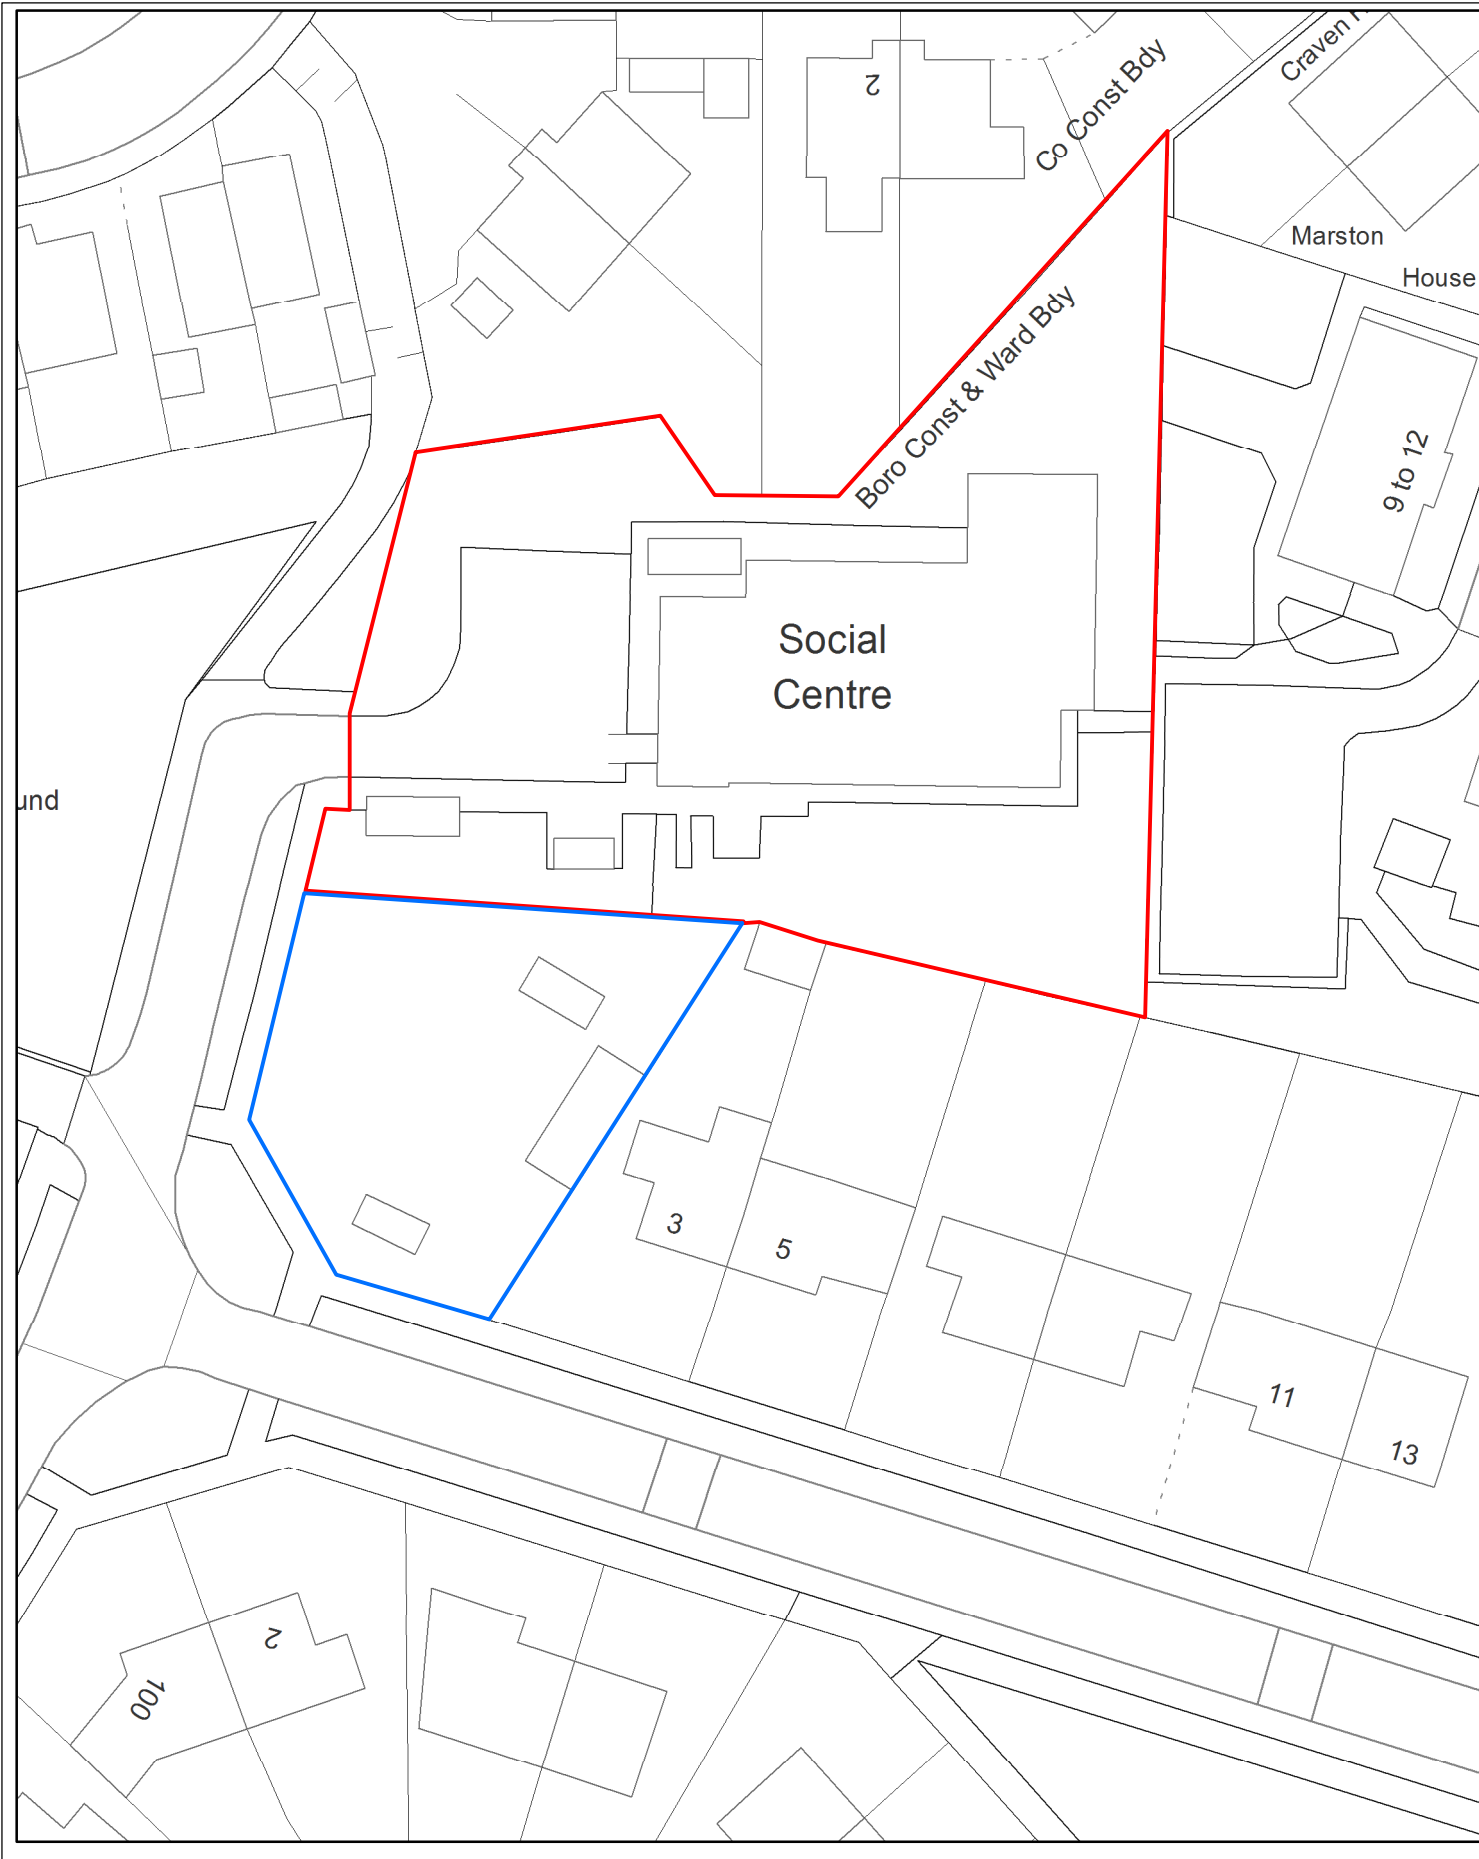 2
Co Const Bdy
Craven
Marston
House
Boro Const & Ward Bdy
9 to 12
Social
Centre
und
3
5
11
13
2
100